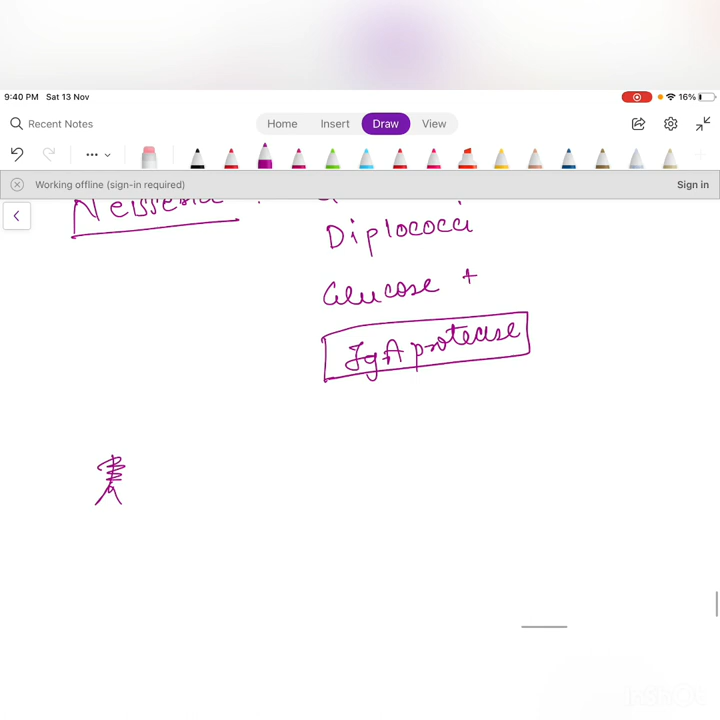 9:40 PM Sat 13 Nov 16%
Recent Notes Home Insert Draw View
Working offline (sign-in required) Sign in
Neisseria
Diplococci
Glucose +
IgA protease